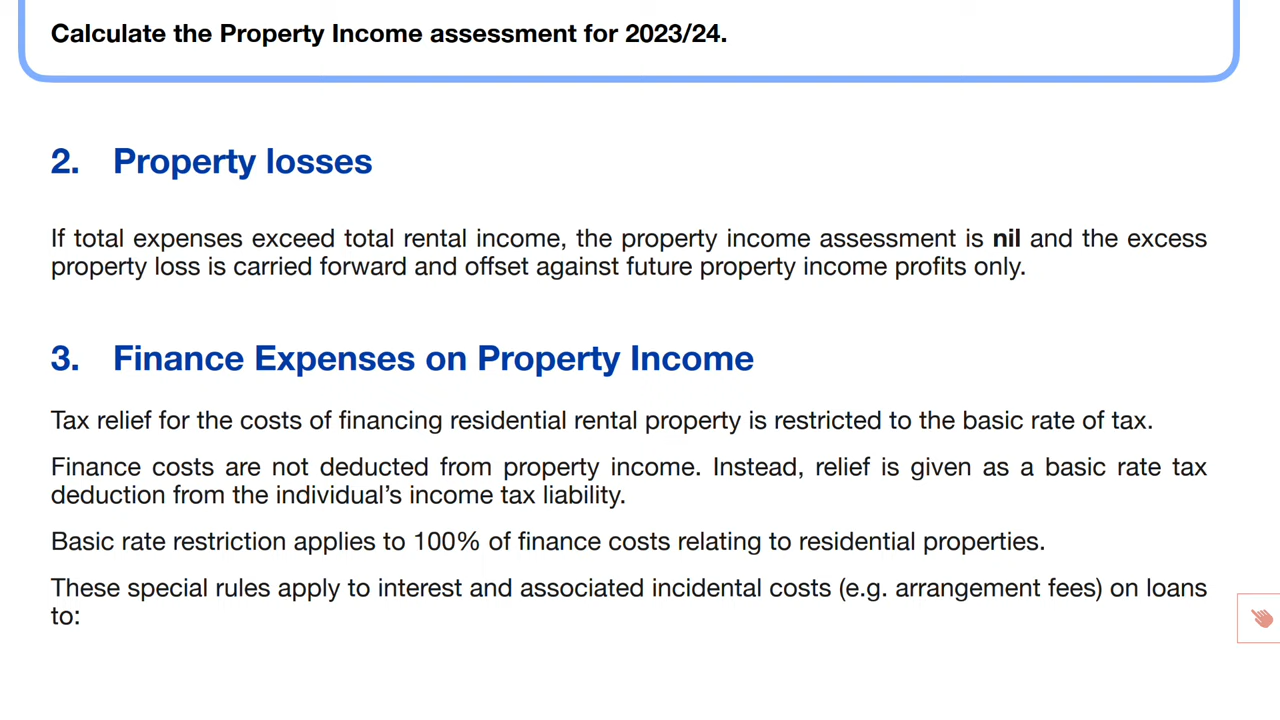 Calculate the Property Income assessment for 2023/24.
2. Property losses
If total expenses exceed total rental income, the property income assessment is nil and the excess
property loss is carried forward and offset against future property income profits only.
3. Finance Expenses on Property Income
Tax relief for the costs of financing residential rental property is restricted to the basic rate of tax.
Finance costs are not deducted from property income. Instead, relief is given as a basic rate tax
deduction from the individual’s income tax liability.
Basic rate restriction applies to 100% of finance costs relating to residential properties.
These special rules apply to interest and associated incidental costs (e.g. arrangement fees) on loans
to: